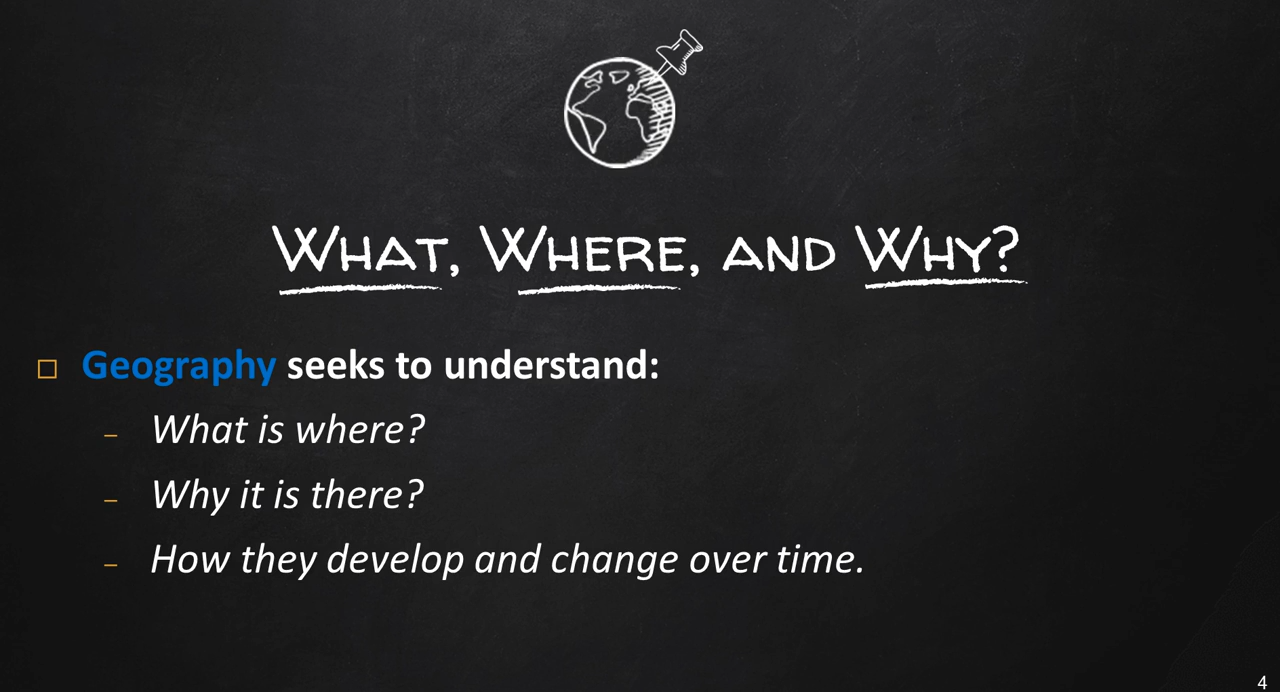 What, Where, and Why?
Geography seeks to understand:
– What is where?
– Why it is there?
– How they develop and change over time.
4